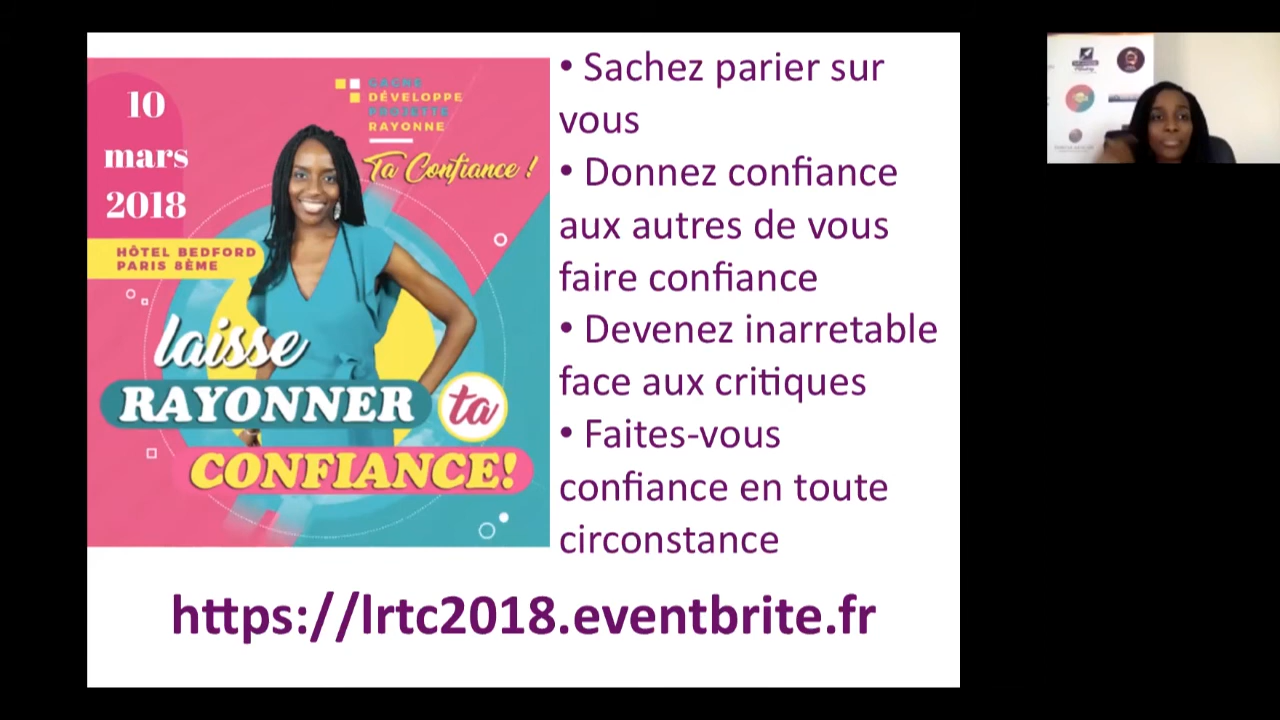 10
mars
2018
HÔTEL BEDFORD
PARIS 8ÈME
GAGNE
DÉVELOPPE
PROJETTE
RAYONNE
Ta Confiance !
laisse
RAYONNER ta
CONFIANCE!
• Sachez parier sur
vous
• Donnez confiance
aux autres de vous
faire confiance
• Devenez inarretable
face aux critiques
• Faites-vous
confiance en toute
circonstance
https://lrtc2018.eventbrite.fr